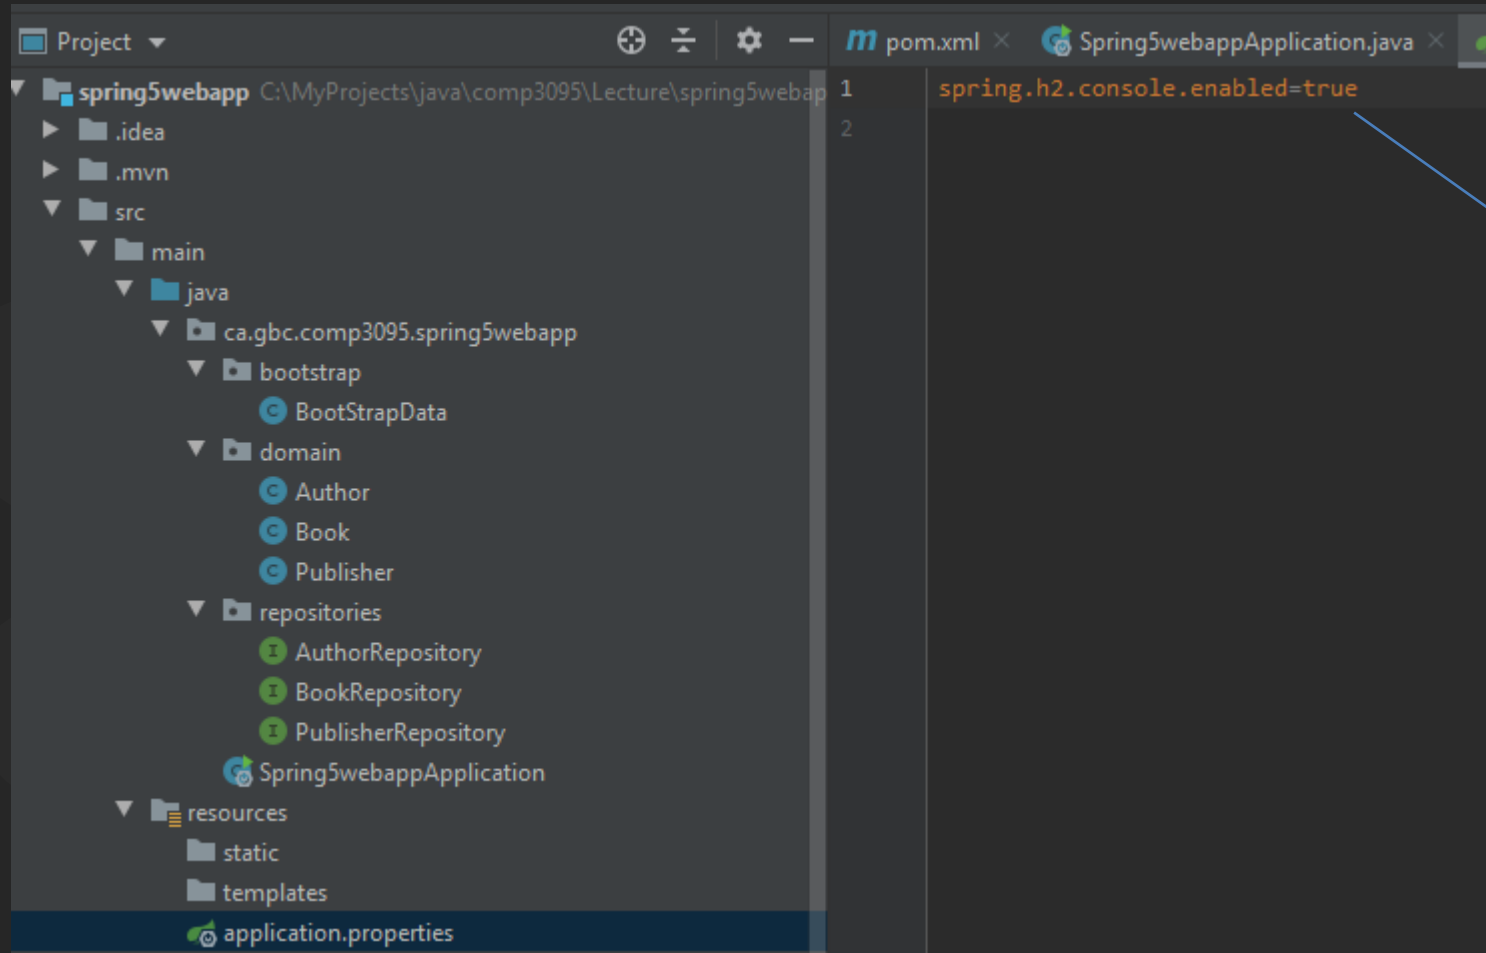 Project
pom.xml
Spring5webappApplication.java
spring5webapp C:\MyProjects\java\comp3095\Lecture\spring5webap
.idea
.mvn
src
main
java
ca.gbc.comp3095.spring5webapp
bootstrap
BootStrapData
domain
Author
Book
Publisher
repositories
AuthorRepository
BookRepository
PublisherRepository
Spring5webappApplication
resources
static
templates
application.properties
1 spring.h2.console.enabled=true
2